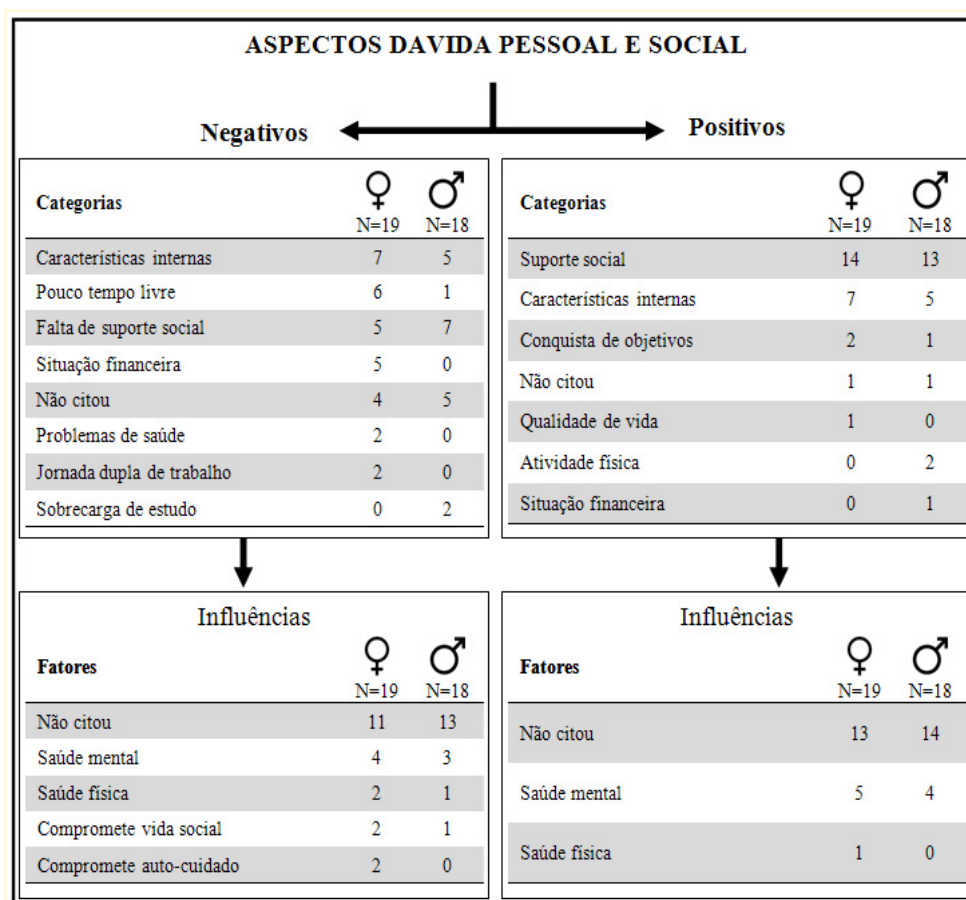 ASPECTOS DAVIDA PESSOAL E SOCIAL
Negativos
Positivos
Categorias N=19 N=18
Características internas 7 5
Pouco tempo livre 6 1
Falta de suporte social 5 7
Situação financeira 5 0
Não citou 4 5
Problemas de saúde 2 0
Jornada dupla de trabalho 2 0
Sobrecarga de estudo 0 2
Categorias N=19 N=18
Suporte social 14 13
Características internas 7 5
Conquista de objetivos 2 1
Não citou 1 1
Qualidade de vida 1 0
Atividade física 0 2
Situação financeira 0 1
Influências
Fatores N=19 N=18
Não citou 11 13
Saúde mental 4 3
Saúde física 2 1
Compromete vida social 2 1
Compromete auto-cuidado 2 0
Influências
Fatores N=19 N=18
Não citou 13 14
Saúde mental 5 4
Saúde física 1 0